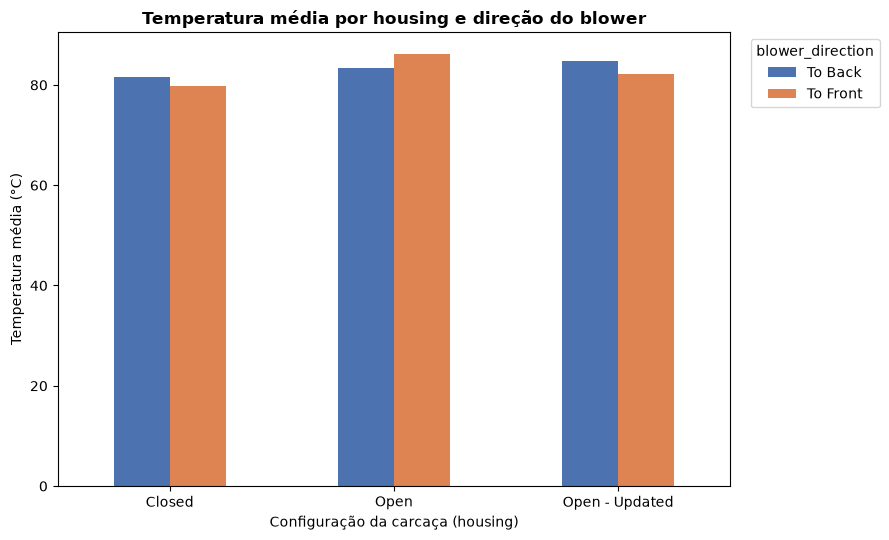 Temperatura média por housing e direção do blower
blower_direction
To Back
To Front
Temperatura média (°C)
80
60
40
20
0
Closed
Open
Open - Updated
Configuração da carcaça (housing)